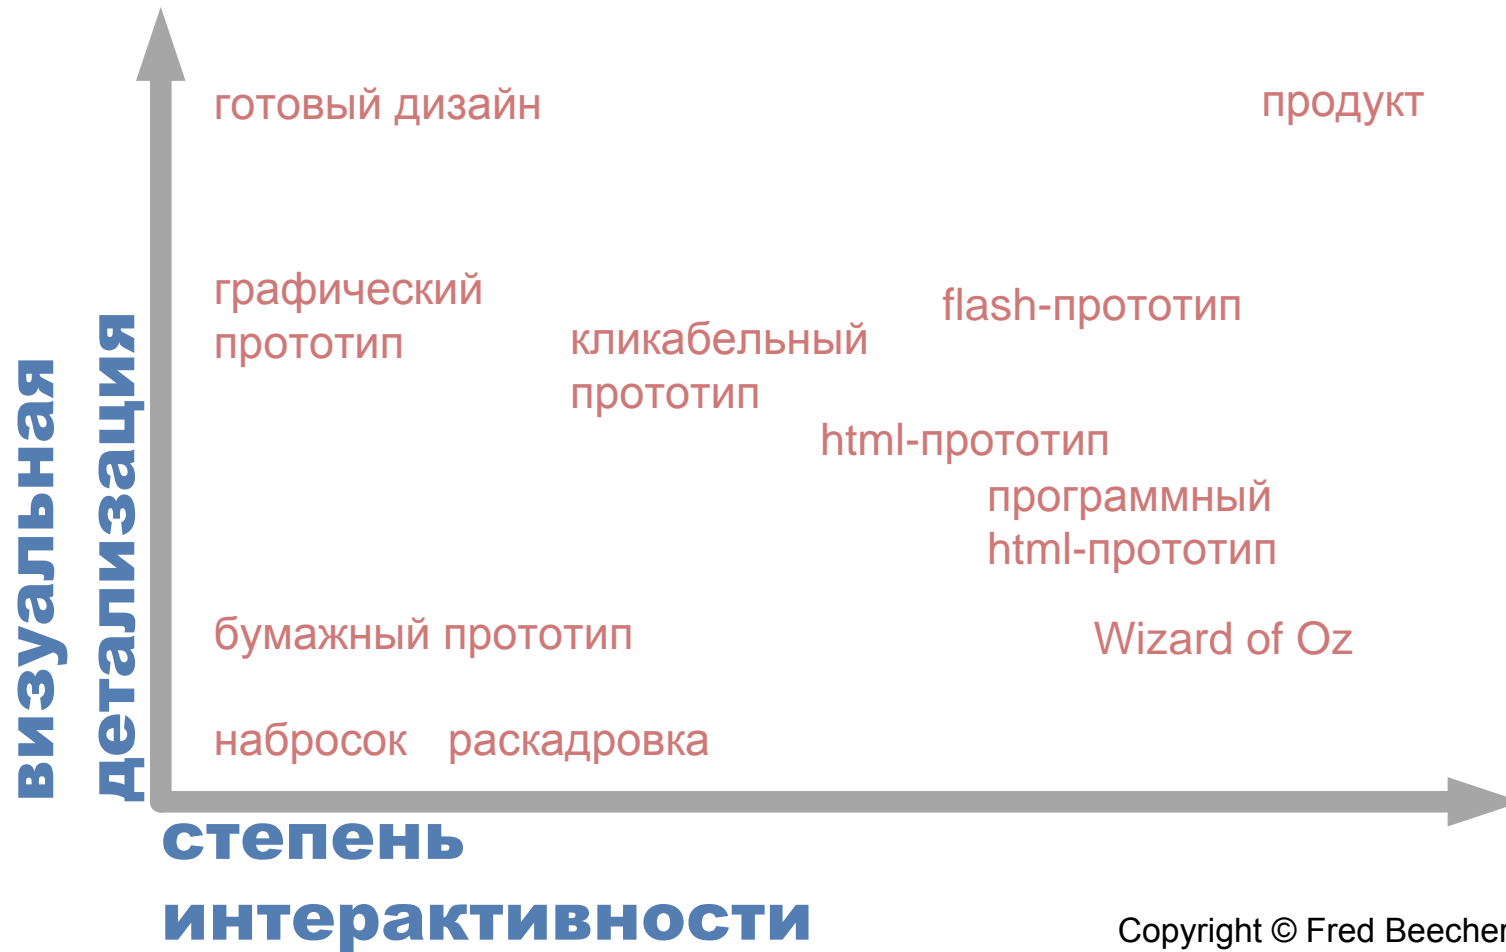 готовый дизайн
продукт
графический
прототип
flash-прототип
кликабельный
прототип
html-прототип
программный
html-прототип
бумажный прототип
Wizard of Oz
набросок раскадровка
визуальная
детализация
степень
интерактивности
Copyright © Fred Beecher